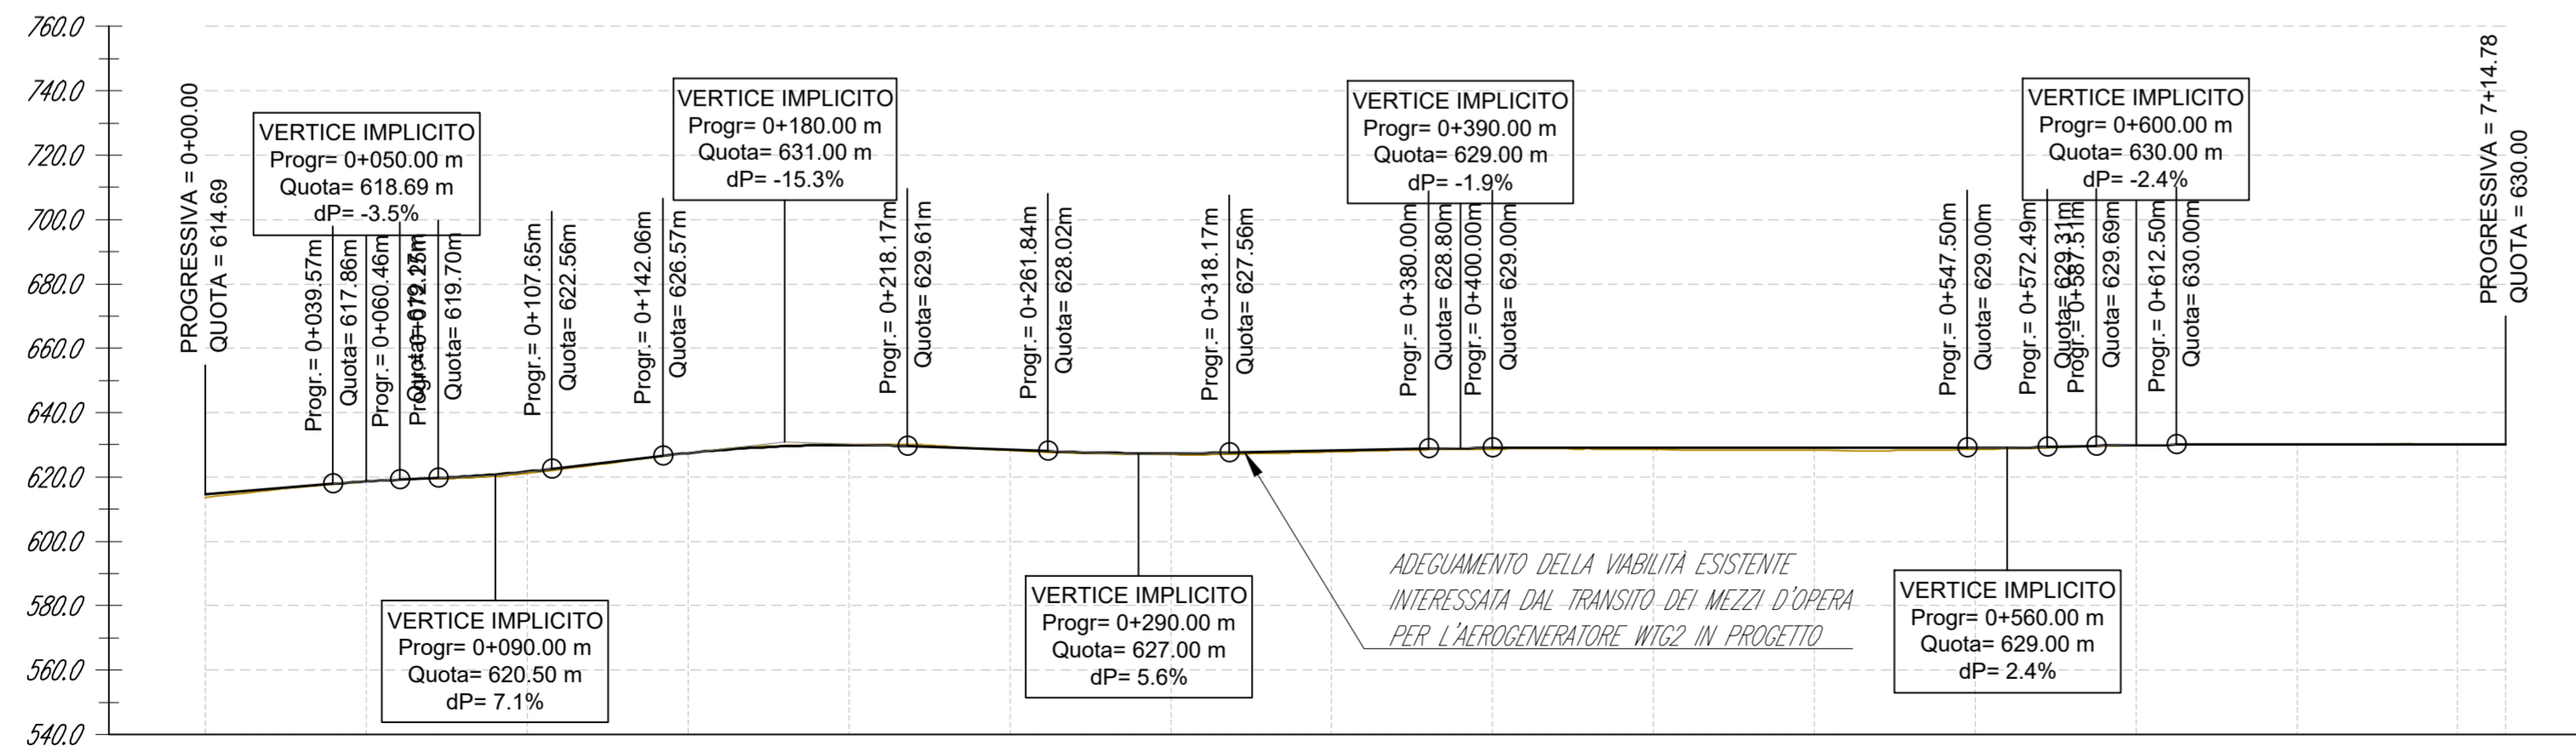 760.0
740.0
720.0
700.0
680.0
660.0
640.0
620.0
600.0
580.0
560.0
540.0
PROGRESSIVA = 0+00.00
QUOTA = 614.69
VERTICE IMPLICITO
Progr= 0+050.00 m
Quota= 618.69 m
dP= -3.5%
Progr.= 0+039.57m
Quota= 617.86m
Progr.= 0+060.46m
Quota= 619.70m
Progr.= 0+107.65m
Quota= 622.56m
Progr.= 0+142.06m
Quota= 626.57m
VERTICE IMPLICITO
Progr= 0+180.00 m
Quota= 631.00 m
dP= -15.3%
Progr.= 0+218.17m
Quota= 629.61m
Progr.= 0+261.84m
Quota= 628.02m
Progr.= 0+318.17m
Quota= 627.56m
VERTICE IMPLICITO
Progr= 0+390.00 m
Quota= 629.00 m
dP= -1.9%
Progr.= 0+380.00m
Quota= 628.80m
Progr.= 0+400.00m
Quota= 629.00m
Progr.= 0+547.50m
Quota= 629.00m
VERTICE IMPLICITO
Progr= 0+600.00 m
Quota= 630.00 m
dP= -2.4%
Progr.= 0+572.49m
Quota= 629.31m
Progr.= 0+587.51m
Quota= 629.69m
Progr.= 0+612.50m
Quota= 630.00m
PROGRESSIVA = 7+14.78
QUOTA = 630.00
VERTICE IMPLICITO
Progr= 0+090.00 m
Quota= 620.50 m
dP= 7.1%
VERTICE IMPLICITO
Progr= 0+290.00 m
Quota= 627.00 m
dP= 5.6%
ADEGUAMENTO DELLA VIABILITÀ ESISTENTE
INTERESSATA DAL TRANSITO DEI MEZZI D'OPERA
PER L'AEROGENERATORE WTG2 IN PROGETTO
VERTICE IMPLICITO
Progr= 0+560.00 m
Quota= 629.00 m
dP= 2.4%